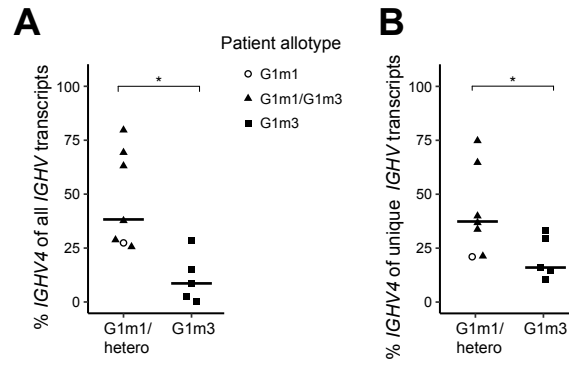 A
B
Patient allotype
G1m1
G1m1/G1m3
G1m3
% IGHV4 of all IGHV transcripts
100
75
50
25
0
*
G1m1/
hetero
G1m3
% IGHV4 of unique IGHV transcripts
100
75
50
25
0
*
G1m1/
hetero
G1m3